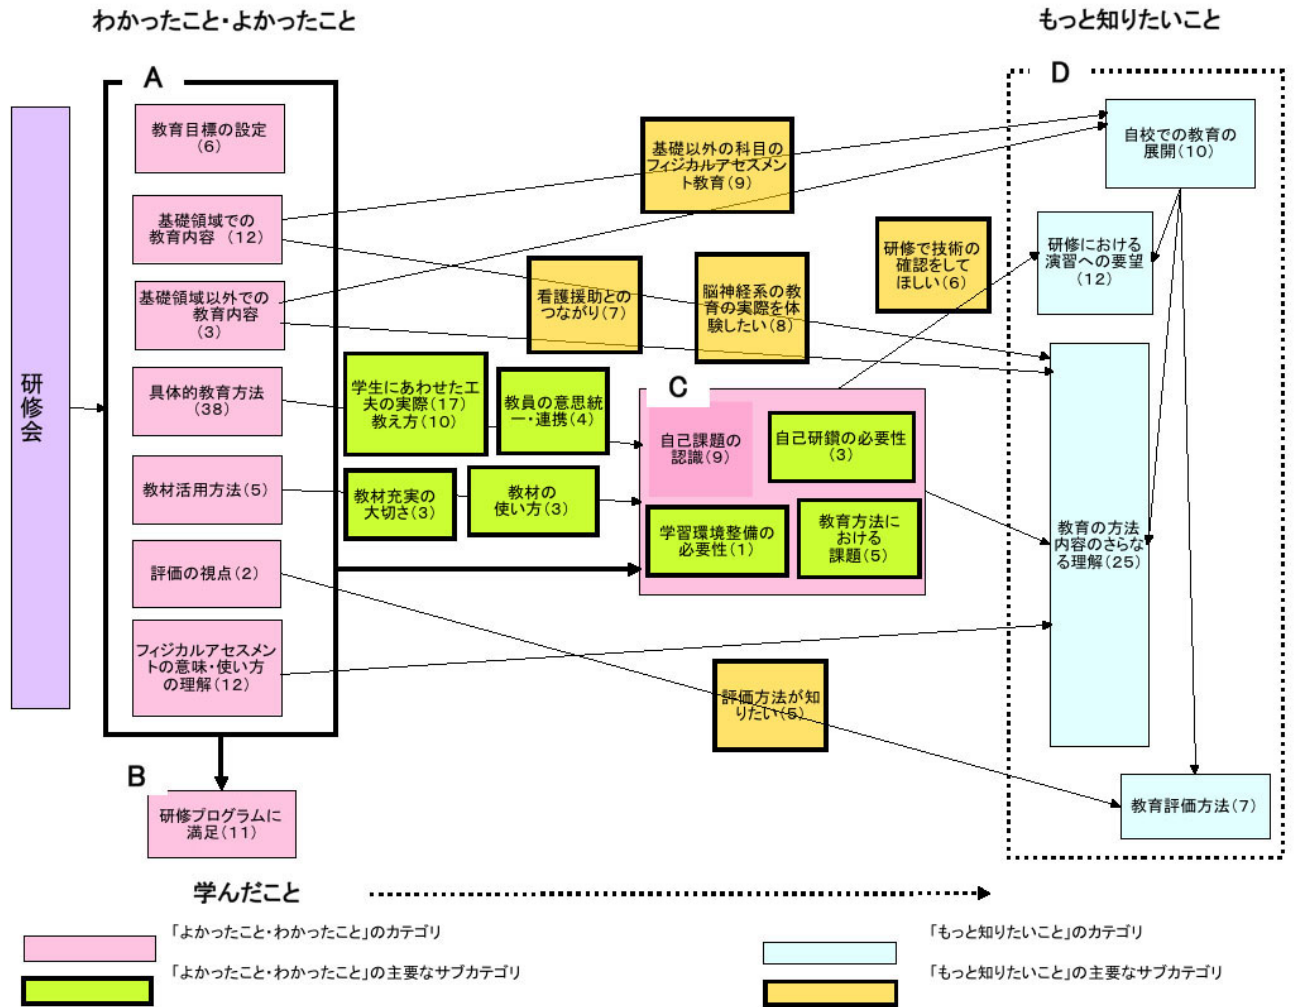 わかったこと・よかったこと
もっと知りたいこと
A
D
研修会
教育目標の設定
(6)
基礎領域での
教育内容 (12)
基礎領域以外での
教育内容
(3)
具体的教育方法
(38)
教材活用方法(5)
評価の視点(2)
フィジカルアセスメン
トの意味・使い方
の理解(12)
B
研修プログラムに
満足(11)
基礎以外の科目の
フィジカルアセスメン
ト教育(9)
看護援助との
つながり(7)
脳神経系の教
育の実際を体
験したい(8)
研修で技術の
確認をして
ほしい(6)
学生にあわせた工
夫の実際(17)
教え方(10)
教員の意思統
一・連携(4)
教材充実の
大切さ(3)
教材の
使い方(3)
C
自己課題の
認識(9)
自己研鑽の必要性
(3)
学習環境整備の
必要性(1)
教育方法に
おける
課題(5)
評価方法が知
りたい(5)
自校での教育の
展開(10)
研修における
演習への要望
(12)
教育の方法
内容のさらな
る理解(25)
教育評価方法(7)
学んだこと
「よかったこと・わかったこと」のカテゴリ
「よかったこと・わかったこと」の主要なサブカテゴリ
「もっと知りたいこと」のカテゴリ
「もっと知りたいこと」の主要なサブカテゴリ